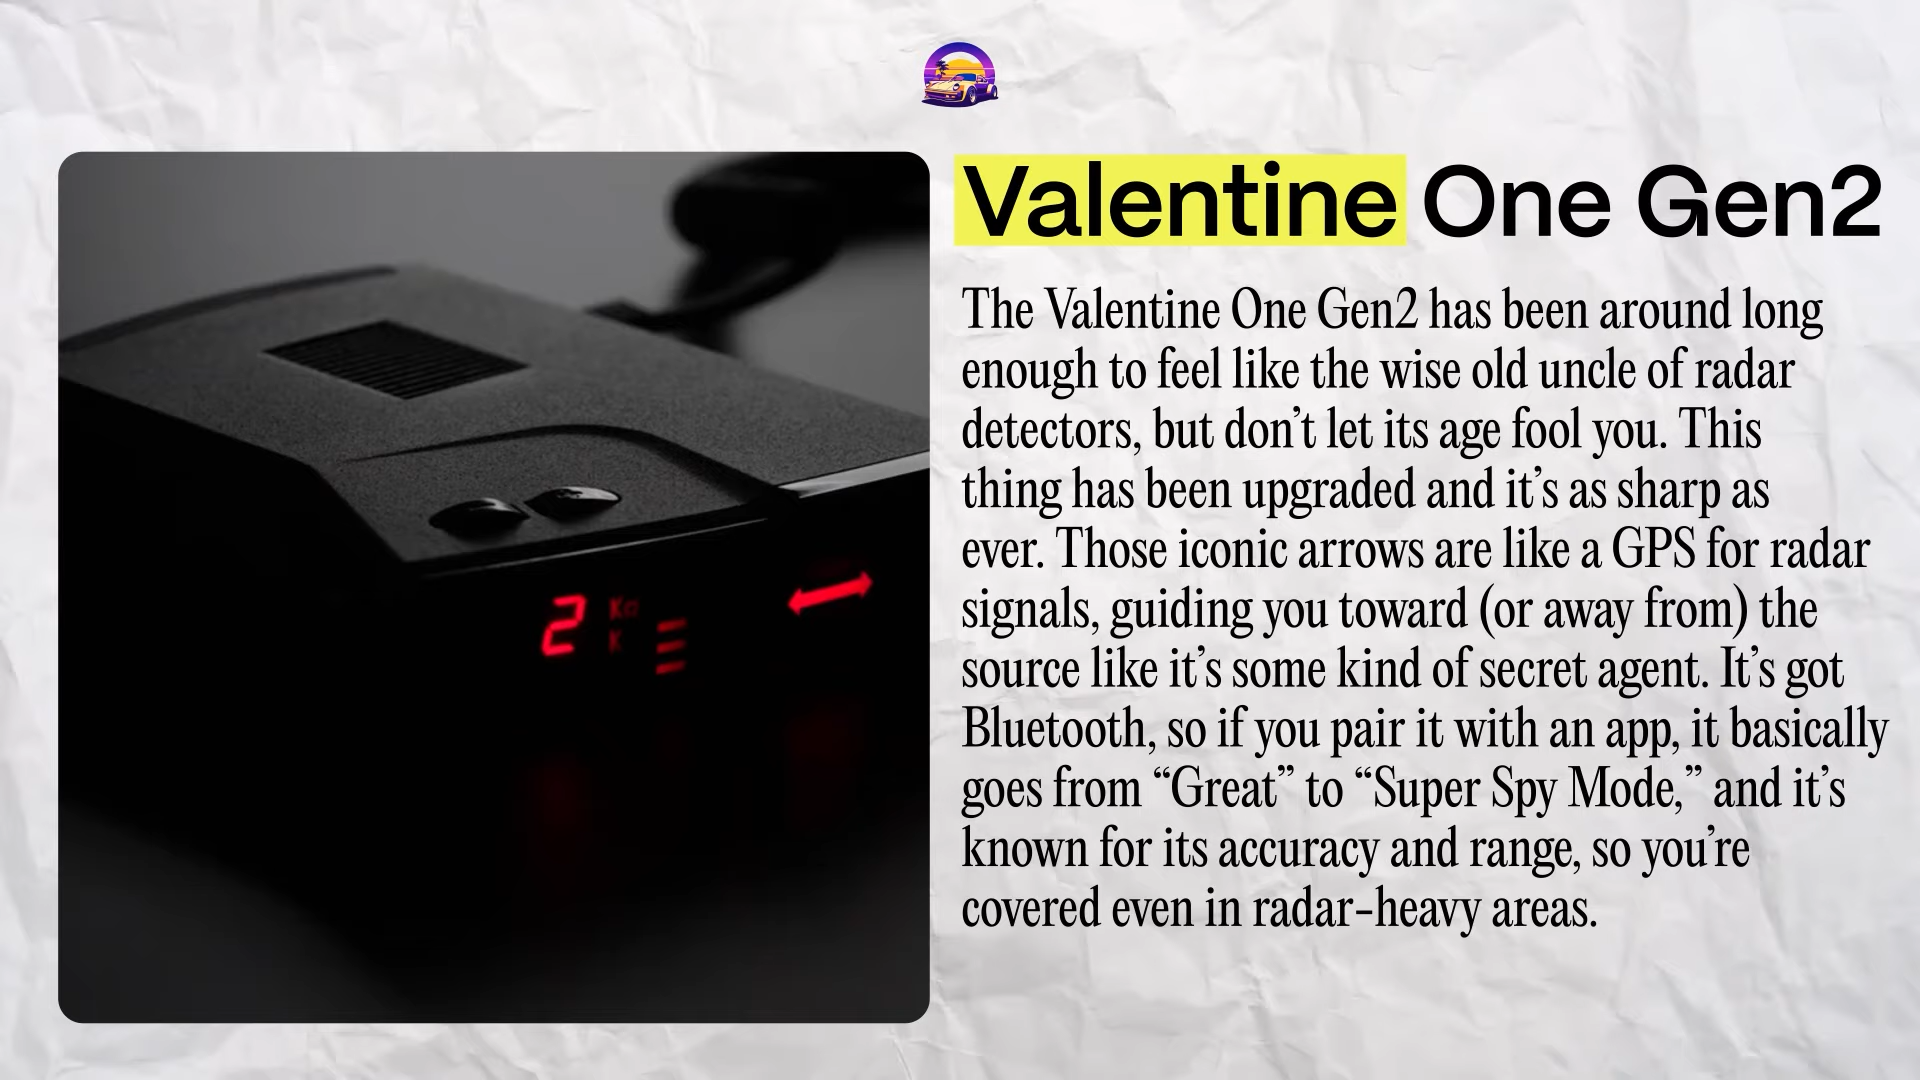 Valentine One Gen2
The Valentine One Gen2 has been around long
enough to feel like the wise old uncle of radar
detectors, but don’t let its age fool you. This
thing has been upgraded and it’s as sharp as
ever. Those iconic arrows are like a GPS for radar
signals, guiding you toward (or away from) the
source like it’s some kind of secret agent. It’s got
Bluetooth, so if you pair it with an app, it basically
goes from “Great” to “Super Spy Mode,” and it’s
known for its accuracy and range, so you’re
covered even in radar-heavy areas.
2
Ka
K